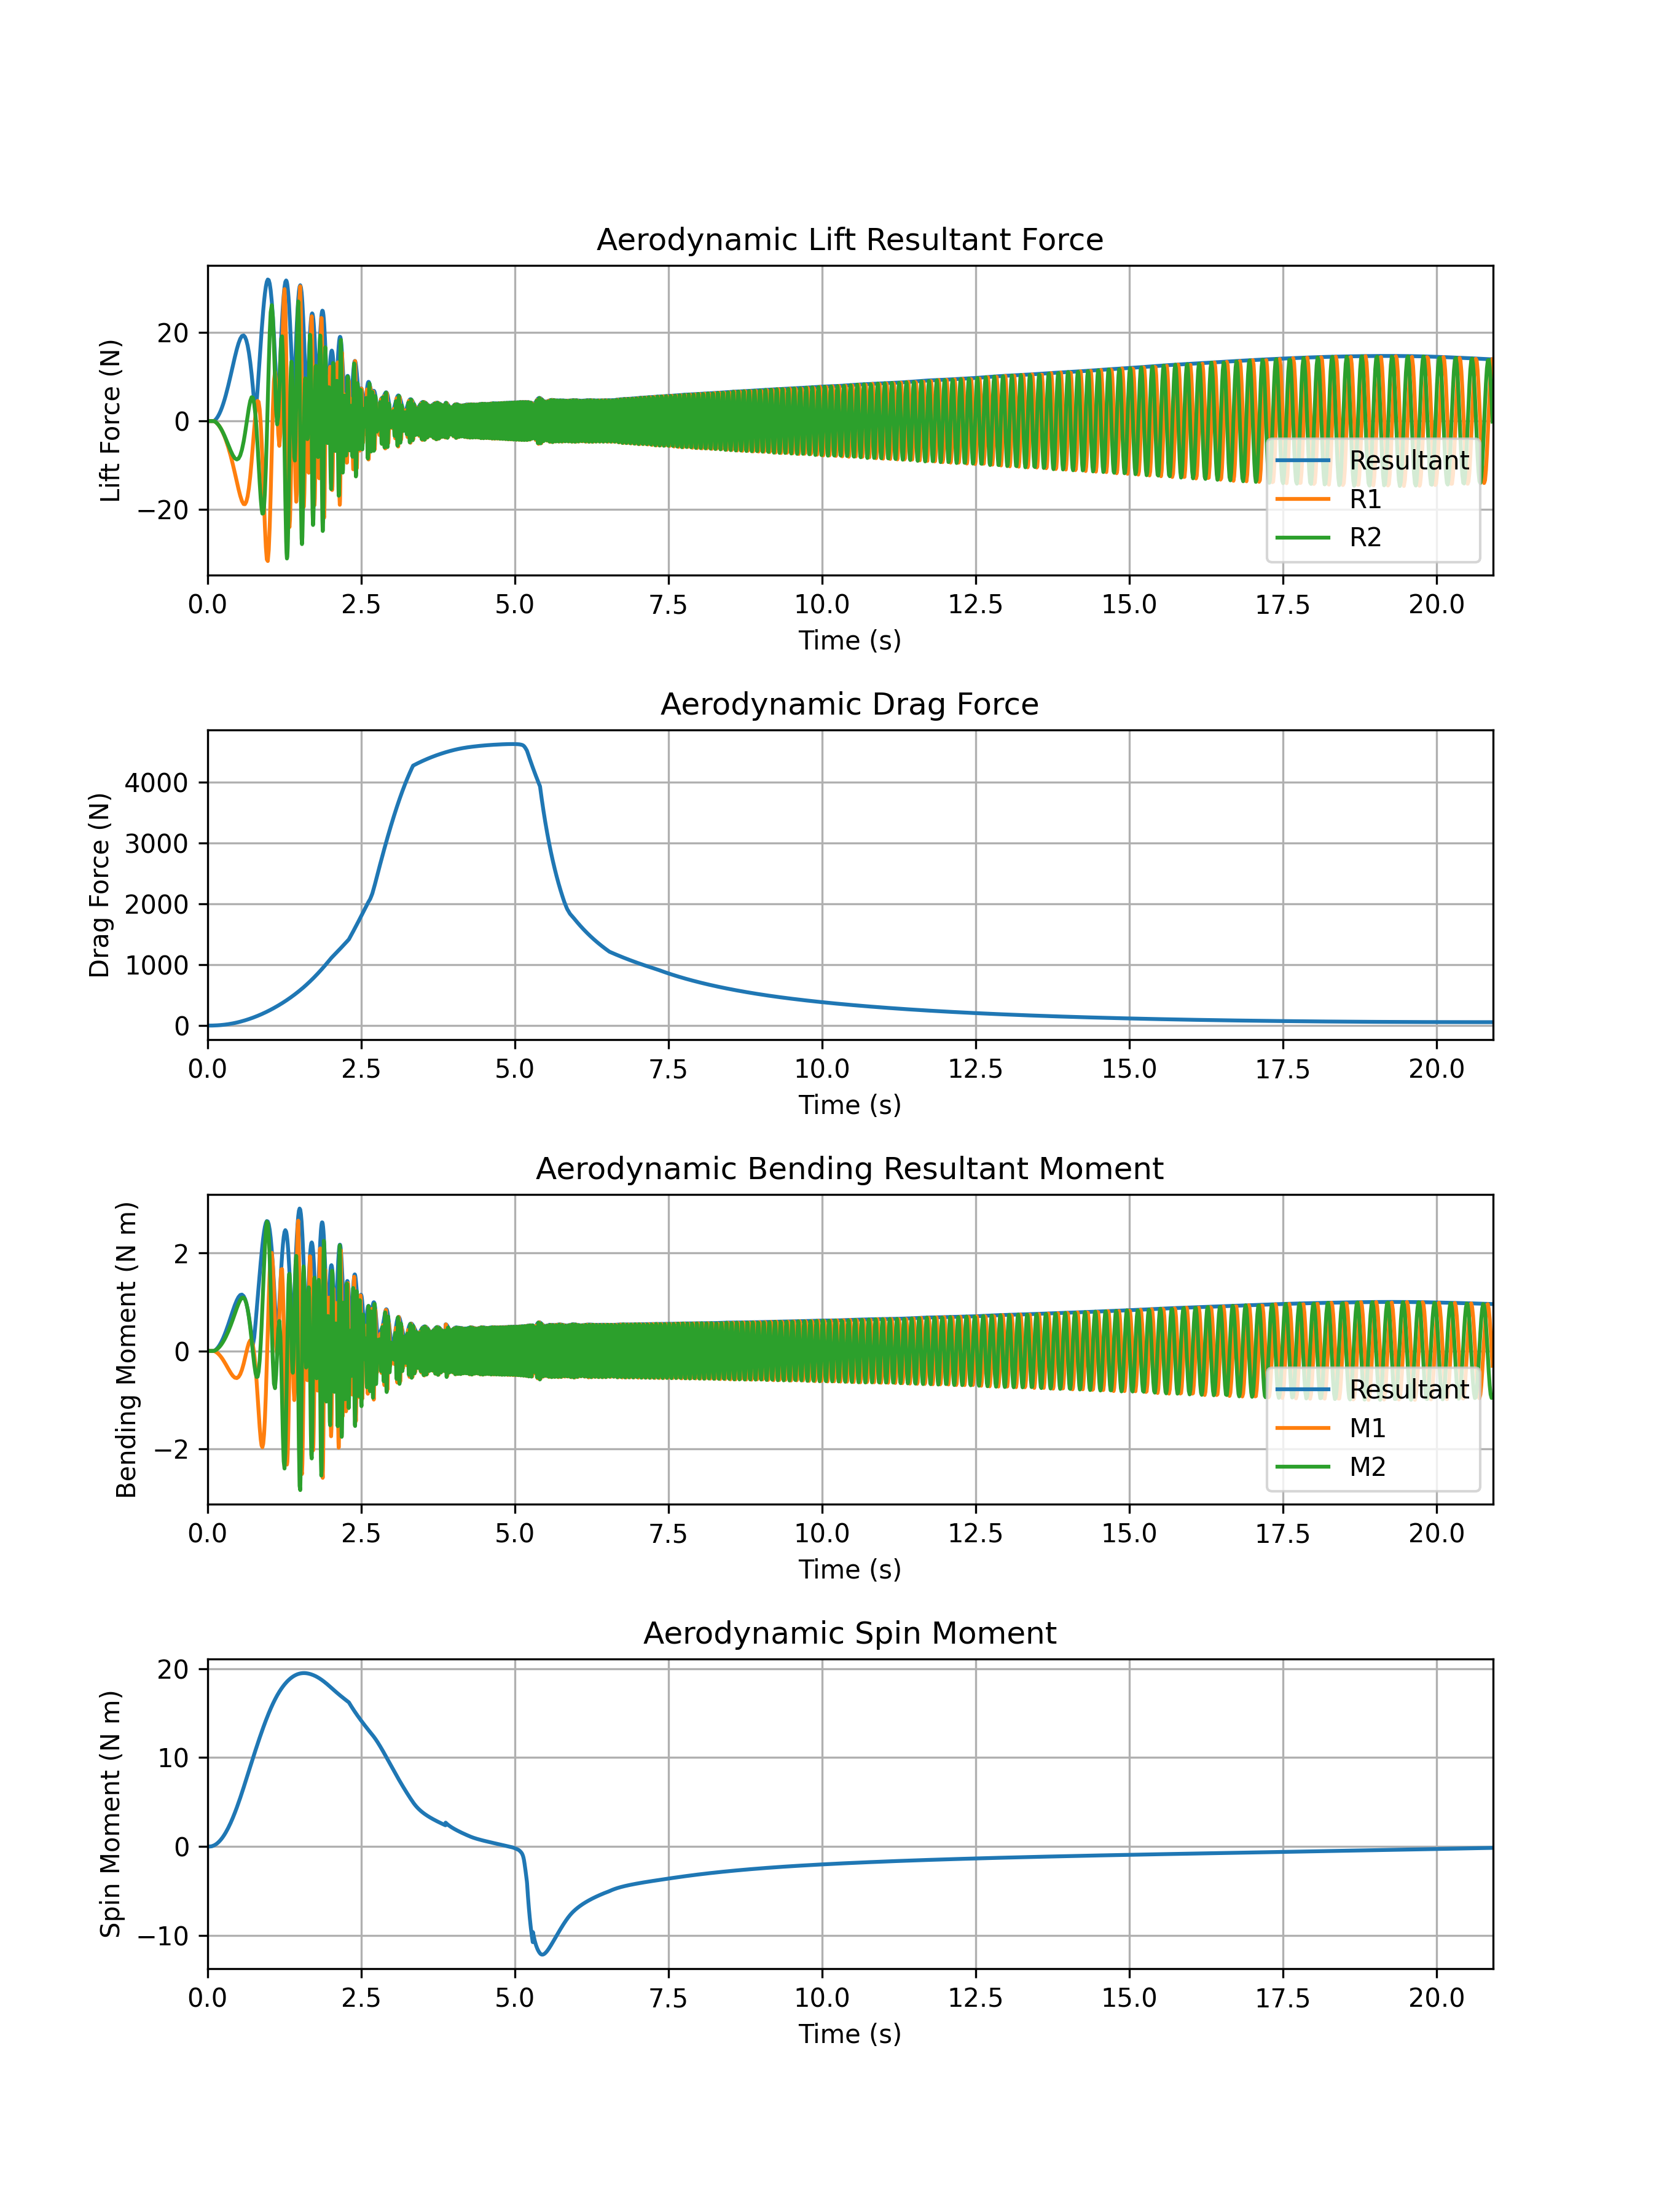 Aerodynamic Lift Resultant Force
Lift Force (N)
20
0
−20
Resultant
R1
R2
0.0 2.5 5.0 7.5 10.0 12.5 15.0 17.5 20.0
Time (s)
Aerodynamic Drag Force
Drag Force (N)
4000
3000
2000
1000
0
0.0 2.5 5.0 7.5 10.0 12.5 15.0 17.5 20.0
Time (s)
Aerodynamic Bending Resultant Moment
Bending Moment (N m)
2
0
−2
Resultant
M1
M2
0.0 2.5 5.0 7.5 10.0 12.5 15.0 17.5 20.0
Time (s)
Aerodynamic Spin Moment
Spin Moment (N m)
20
10
0
−10
0.0 2.5 5.0 7.5 10.0 12.5 15.0 17.5 20.0
Time (s)